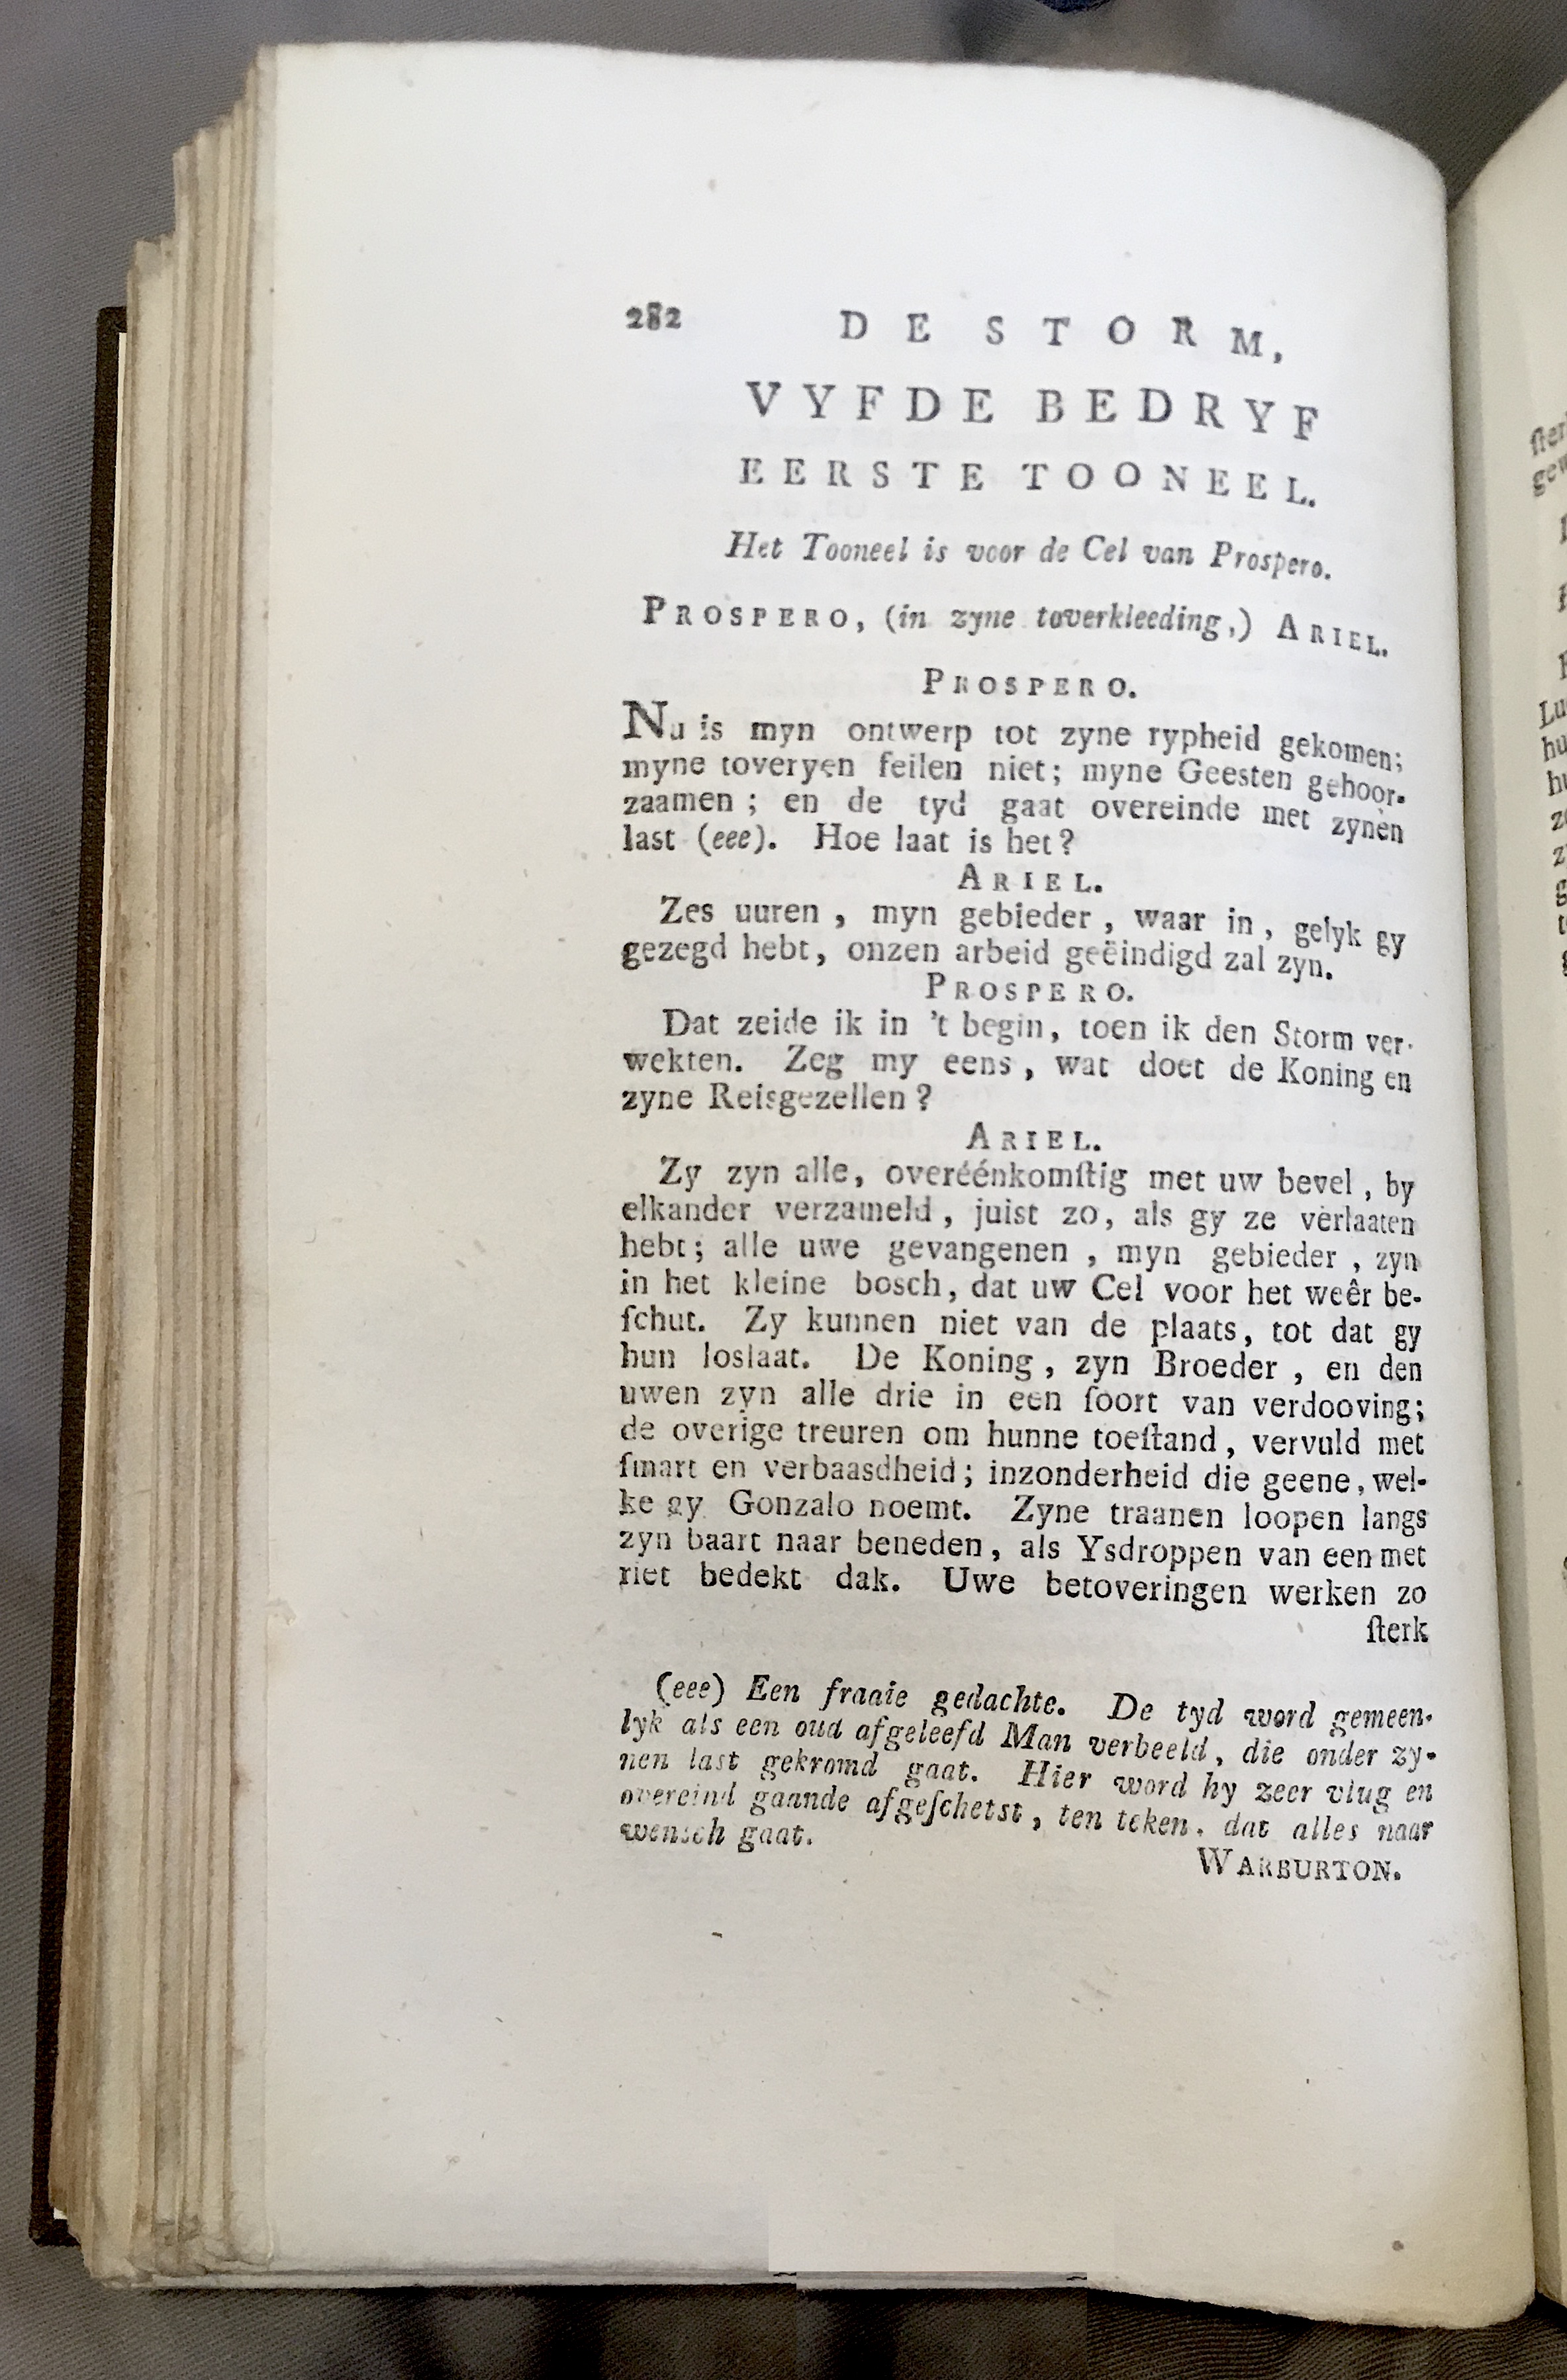 282 DE STORM,
VYFDE BEDRYF
EERSTE TOONEEL.
Het Tooneel is voor de Cel van Prospero.
PROSPERO, (in zyne toverkleeding,) ARIEL.
PROSPERO.
Nu is myn ontwerp tot zyne rypheid gekomen;
myne toveryen feilen niet; myne Geesten gehoor-
zaamen; en de tyd gaat overeinde met zynen
last (eee). Hoe laat is het?
ARIEL.
Zes uuren, myn gebieder, waar in, gelyk gy
gezegd hebt, onzen arbeid geëindigd zal zyn.
PROSPERO.
Dat zeide ik in 't begin, toen ik den Storm ver-
wekten. Zeg my eens, wat doet de Koning en
zyne Reisgezellen?
ARIEL.
Zy zyn alle, overéénkomſtig met uw bevel, by
elkander verzameld, juist zo, als gy ze verlaaten
hebt; alle uwe gevangenen, myn gebieder, zyn
in het kleine bosch, dat uw Cel voor het weêr be-
ſchut. Zy kunnen niet van de plaats, tot dat gy
hun loslaat. De Koning, zyn Broeder, en den
uwen zyn alle drie in een ſoort van verdooving;
de overige treuren om hunne toeſtand, vervuld met
ſmart en verbaasdheid; inzonderheid die geene, wel-
ke gy Gonzalo noemt. Zyne traanen loopen langs
zyn baart naar beneden, als Ysdroppen van een met
riet bedekt dak. Uwe betoveringen werken zo
ſterk
(eee) Een fraaie gedachte. De tyd word gemeen-
lyk als een oud afgeleefd Man verbeeld, die onder zy-
nen last gekromd gaat. Hier word hy zeer vlug en
overeind gaande afgeſchetst, ten teken, dat alles naar
wensch gaat.
WARBURTON.